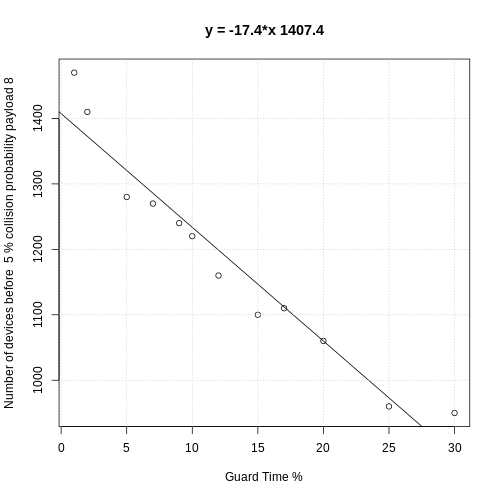 y = -17.4*x 1407.4
Number of devices before  5 % collision probability payload 8
1400
1300
1200
1100
1000
0 5 10 15 20 25 30
Guard Time %